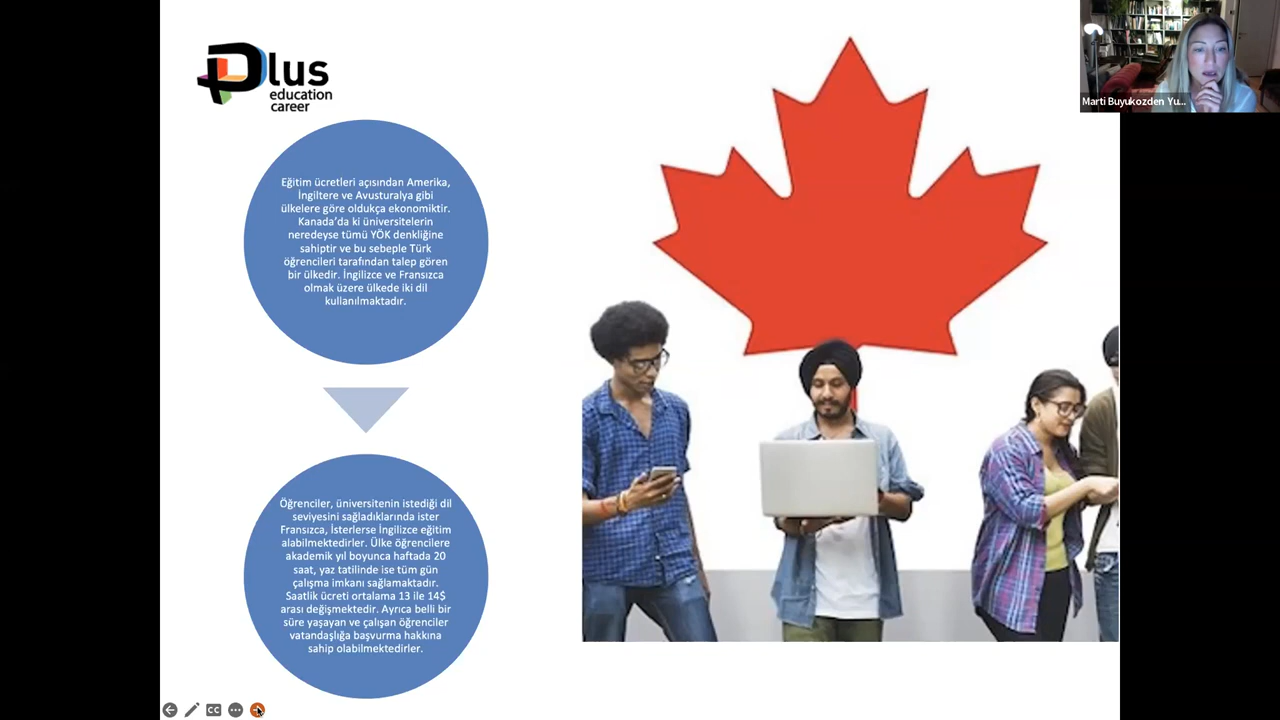 Plus
education
career
Marti Buyukozden Yu...
Eğitim ücretleri açısından Amerika,
İngiltere ve Avusturalya gibi
ülkelere göre oldukça ekonomiktir.
Kanada'da ki üniversitelerin
neredeyse tümü YÖK denkliğine
sahiptir ve bu sebeple Türk
öğrencileri tarafından talep gören
bir ülkedir. İngilizce ve Fransızca
olmak üzere ülkede iki dil
kullanılmaktadır.
Öğrenciler, üniversitenin istediği dil
seviyesini sağladıklarında ister
Fransızca, İsterlerse İngilizce eğitim
alabilmektedirler. Ülke öğrencilere
akademik yıl boyunca haftada 20
saat, yaz tatilinde ise tüm gün
çalışma imkanı sağlamaktadır.
Saatlik ücreti ortalama 13 ile 14$
arası değişmektedir. Ayrıca belli bir
süre yaşayan ve çalışan öğrenciler
vatandaşlığa başvurma hakkına
sahip olabilmektedirler.
CC